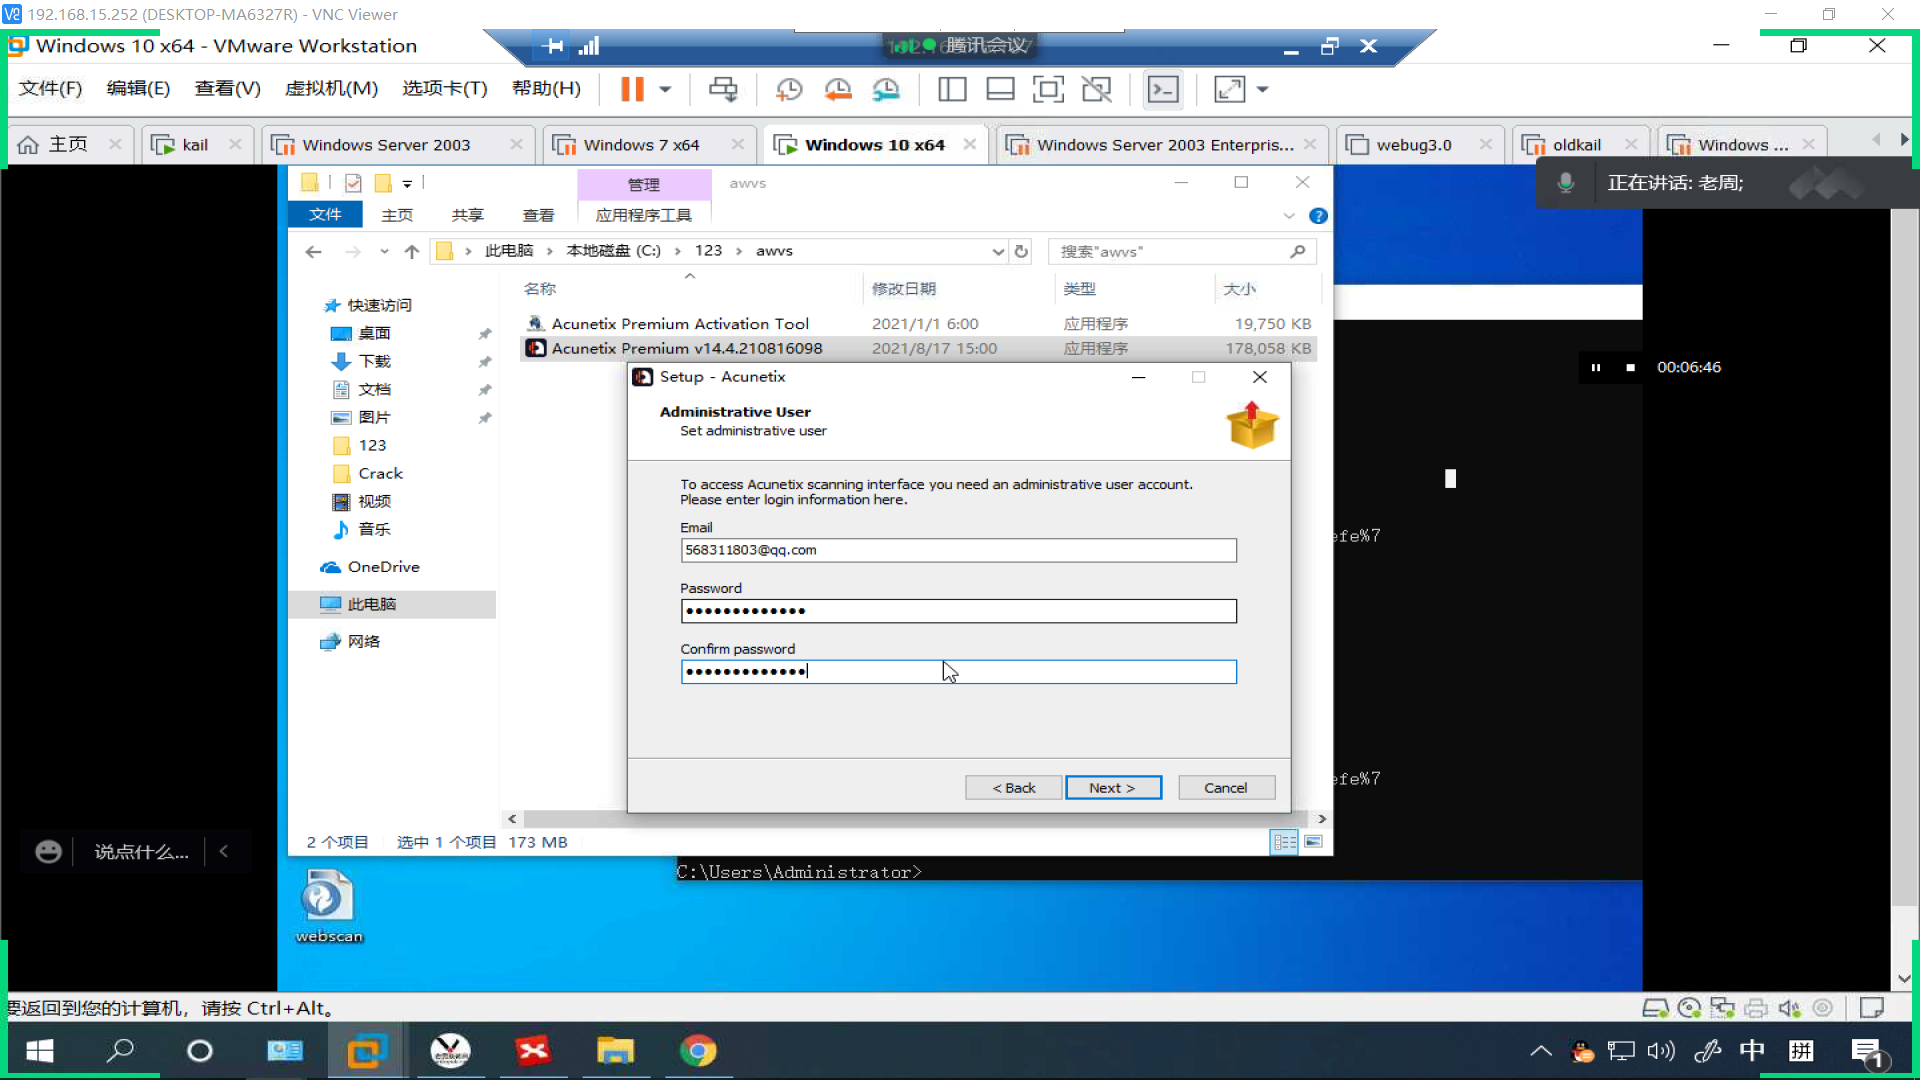 192.168.15.252 (DESKTOP-MA6327R) - VNC Viewer
Windows 10 x64 - VMware Workstation
腾讯会议
文件(F) 编辑(E) 查看(V) 虚拟机(M) 选项卡(T) 帮助(H)
主页 kail Windows Server 2003 Windows 7 x64 Windows 10 x64 Windows Server 2003 Enterpris... webug3.0 oldkail Windows ...
正在讲话: 老周;
管理 awvs
文件 主页 共享 查看 应用程序工具
此电脑 本地磁盘 (C:) 123 awvs
搜索"awvs"
名称 修改日期 类型 大小
Acunetix Premium Activation Tool 2021/1/1 6:00 应用程序 19,750 KB
Acunetix Premium v14.4.210816098 2021/8/17 15:00 应用程序 178,058 KB
快速访问
桌面
下载
文档
图片
123
Crack
视频
音乐
OneDrive
此电脑
网络
00:06:46
Setup - Acunetix
Administrative User
Set administrative user
To access Acunetix scanning interface you need an administrative user account.
Please enter login information here.
Email
568311803@qq.com
Password
Confirm password
< Back Next > Cancel
efe%7
efe%7
2 个项目 选中 1 个项目 173 MB
说点什么...
C:\Users\Administrator>
webscan
要返回到您的计算机，请按 Ctrl+Alt。
中 拼 1